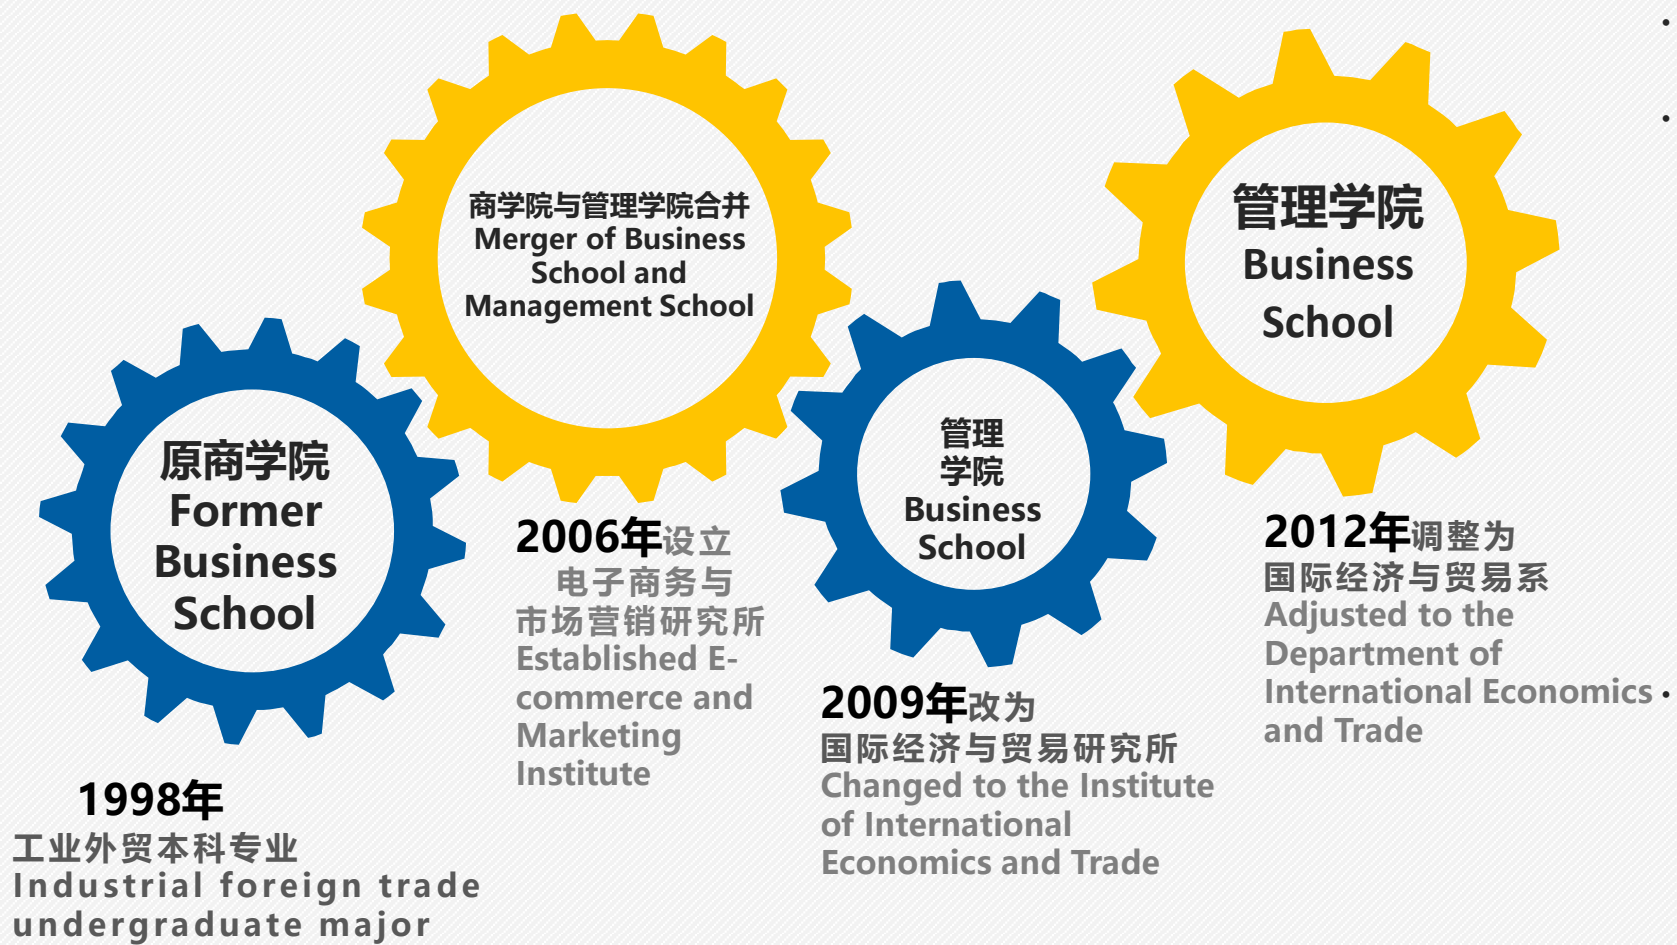 原商学院
Former
Business
School
1998年
工业外贸本科专业
Industrial foreign trade
undergraduate major
商学院与管理学院合并
Merger of Business
School and
Management School
2006年设立
电子商务与
市场营销研究所
Established E-
commerce and
Marketing
Institute
管理
学院
Business
School
2009年改为
国际经济与贸易研究所
Changed to the Institute
of International
Economics and Trade
管理学院
Business
School
2012年调整为
国际经济与贸易系
Adjusted to the
Department of
International Economics
and Trade